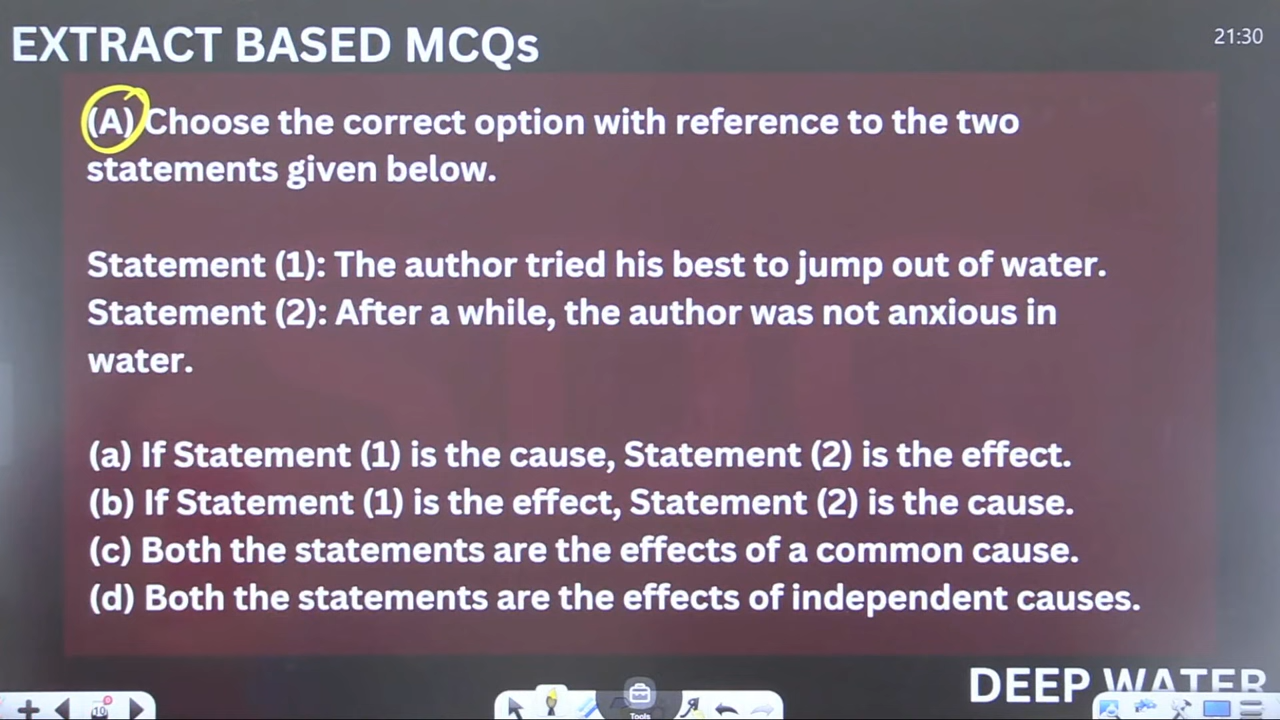 EXTRACT BASED MCQs
21:30
(A) Choose the correct option with reference to the two
statements given below.
Statement (1): The author tried his best to jump out of water.
Statement (2): After a while, the author was not anxious in
water.
(a) If Statement (1) is the cause, Statement (2) is the effect.
(b) If Statement (1) is the effect, Statement (2) is the cause.
(c) Both the statements are the effects of a common cause.
(d) Both the statements are the effects of independent causes.
DEEP WATER
10
Tools